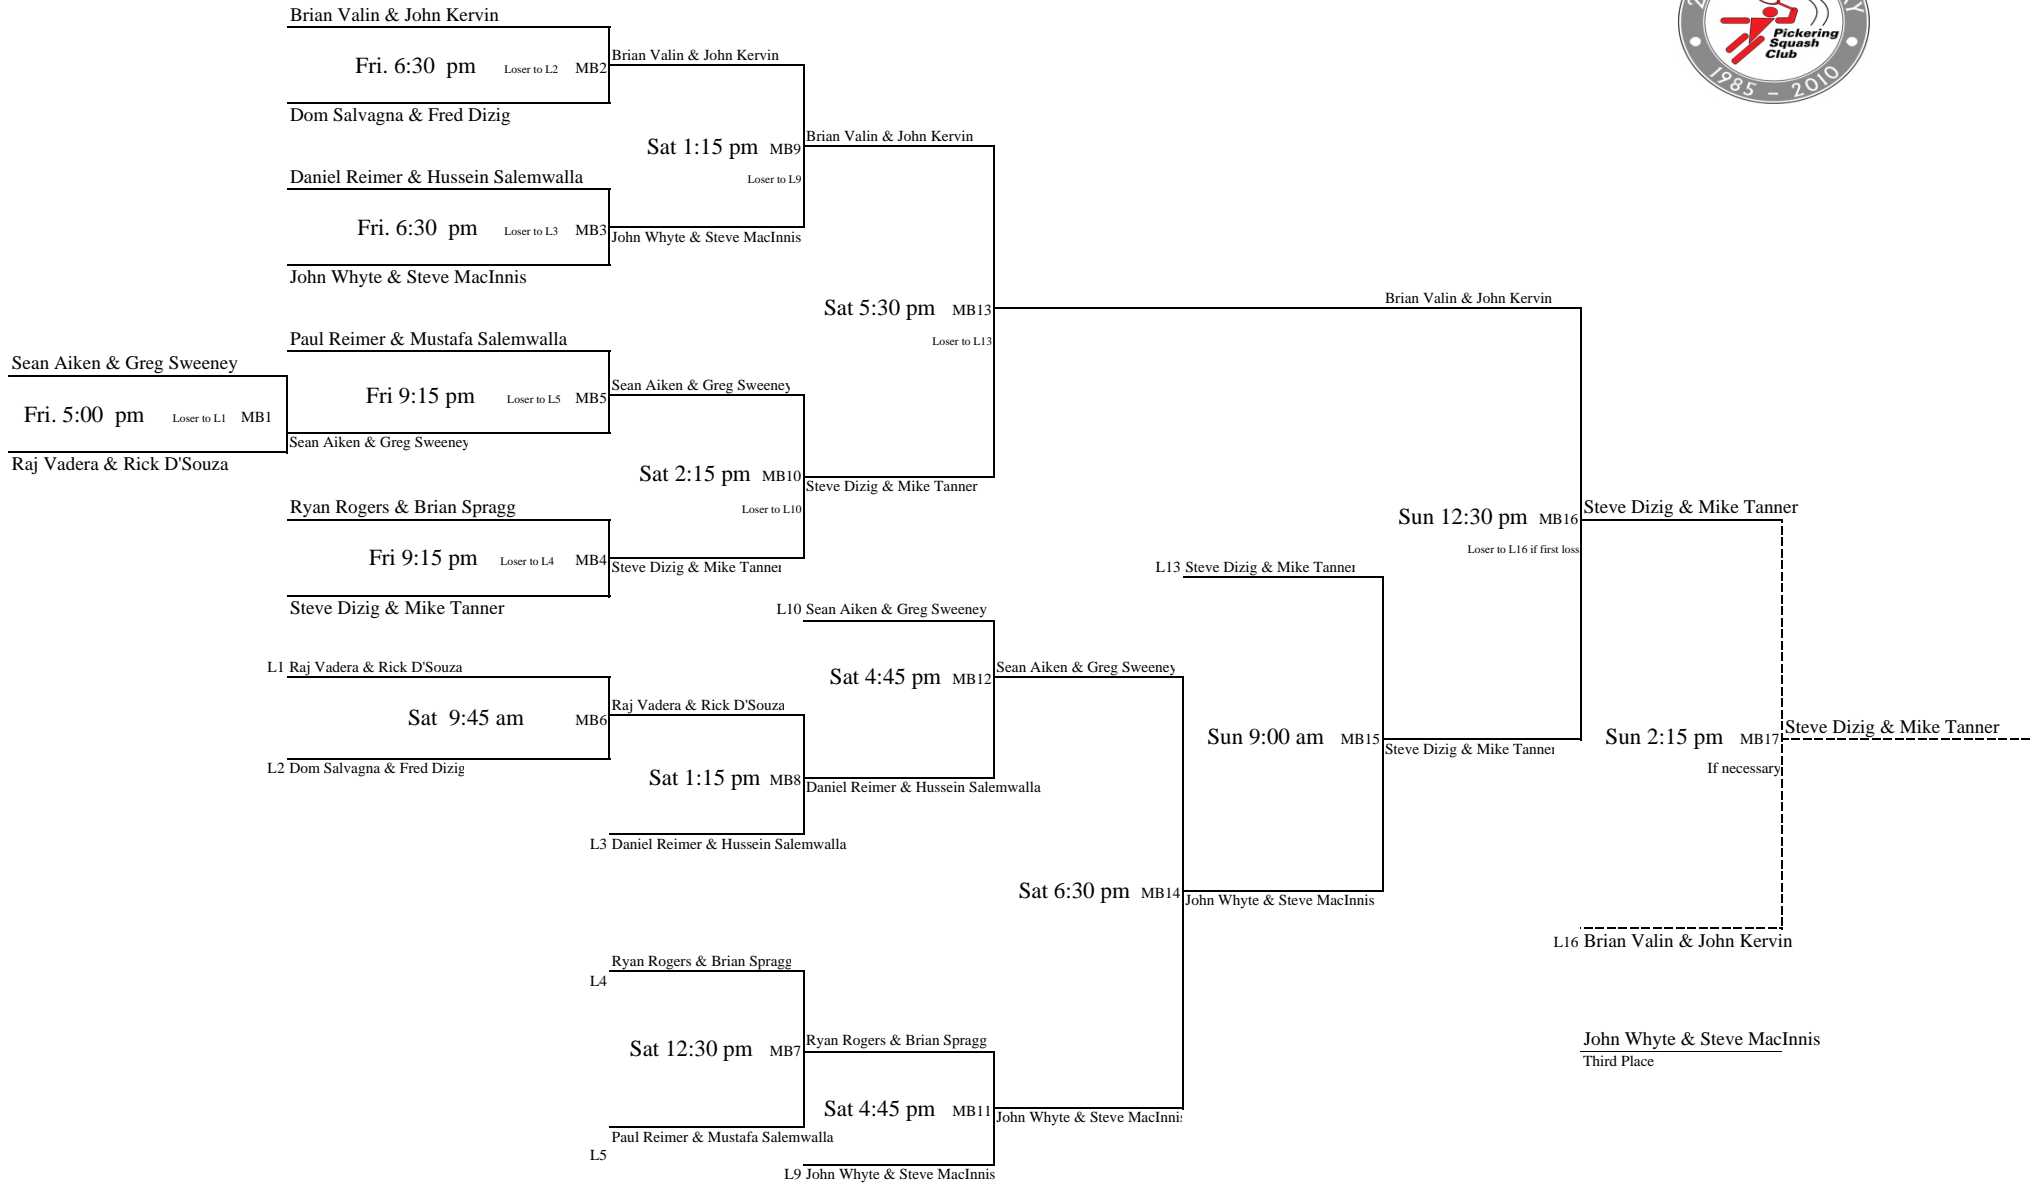 Brian Valin & John Kervin
Fri. 6:30 pm Loser to L2 MB2
Brian Valin & John Kervin
Dom Salvagna & Fred Dizig
Sat 1:15 pm MB9
Loser to L9
Brian Valin & John Kervin
Daniel Reimer & Hussein Salemwalla
Fri. 6:30 pm Loser to L3 MB3
John Whyte & Steve MacInnis
John Whyte & Steve MacInnis
Sat 5:30 pm MB13
Loser to L13
Brian Valin & John Kervin
Paul Reimer & Mustafa Salemwalla
Sean Aiken & Greg Sweeney
Fri. 5:00 pm Loser to L1 MB1
Raj Vadera & Rick D'Souza
Fri 9:15 pm Loser to L5 MB5
Sean Aiken & Greg Sweeney
Sean Aiken & Greg Sweeney
Sat 2:15 pm MB10
Loser to L10
Steve Dizig & Mike Tanner
Ryan Rogers & Brian Spragg
Fri 9:15 pm Loser to L4 MB4
Steve Dizig & Mike Tanner
Steve Dizig & Mike Tanner
Sun 12:30 pm MB16
Loser to L16 if first loss
Steve Dizig & Mike Tanner
L13 Steve Dizig & Mike Tanner
L10 Sean Aiken & Greg Sweeney
L1 Raj Vadera & Rick D'Souza
Sat 9:45 am MB6
L2 Dom Salvagna & Fred Dizig
Raj Vadera & Rick D'Souza
Sat 1:15 pm MB8
L3 Daniel Reimer & Hussein Salemwalla
Sat 4:45 pm MB12
Sean Aiken & Greg Sweeney
Daniel Reimer & Hussein Salemwalla
Sun 9:00 am MB15
Steve Dizig & Mike Tanner
Sun 2:15 pm MB17
If necessary
Steve Dizig & Mike Tanner
Sat 6:30 pm MB14
John Whyte & Steve MacInnis
L16 Brian Valin & John Kervin
Ryan Rogers & Brian Spragg
L4
Sat 12:30 pm MB7
Ryan Rogers & Brian Spragg
Paul Reimer & Mustafa Salemwalla
L5
Sat 4:45 pm MB11
John Whyte & Steve MacInnis
L9 John Whyte & Steve MacInnis
John Whyte & Steve MacInnis
Third Place
Pickering
Squash
Club
1985 – 2010